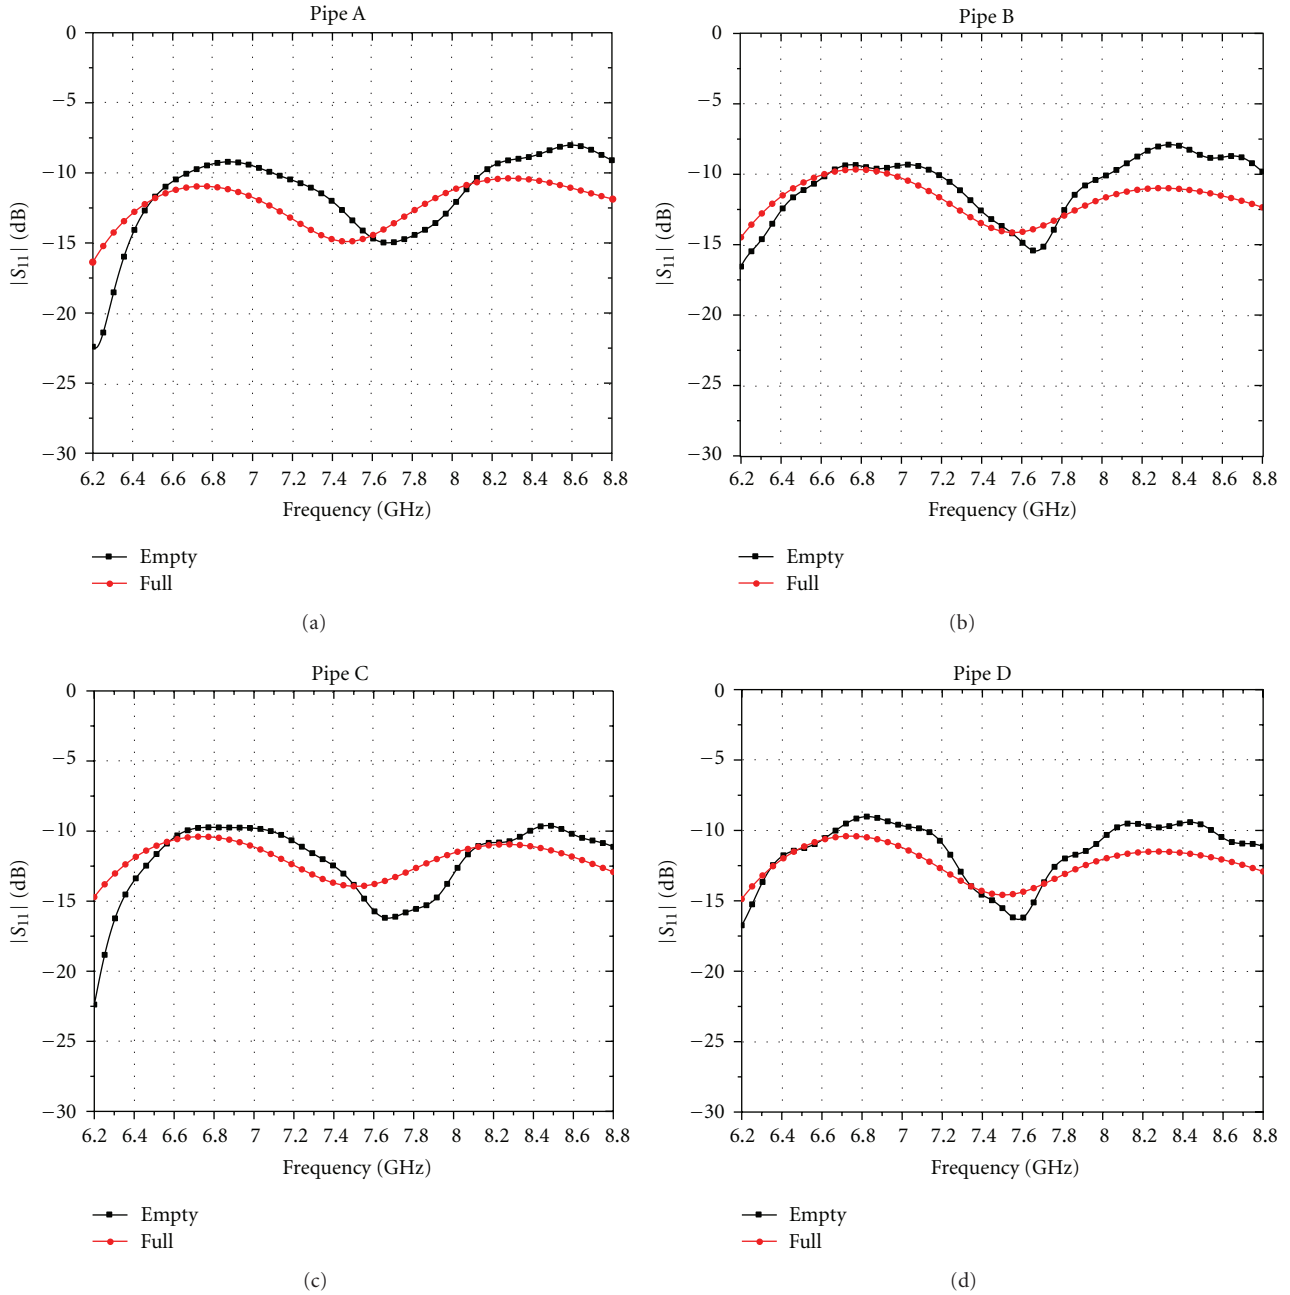 Pipe A
0
−5
−10
−15
−20
−25
−30
|S11| (dB)
6.2 6.4 6.6 6.8 7 7.2 7.4 7.6 7.8 8 8.2 8.4 8.6 8.8
Frequency (GHz)
Empty
Full
(a)
Pipe B
0
−5
−10
−15
−20
−25
−30
|S11| (dB)
6.2 6.4 6.6 6.8 7 7.2 7.4 7.6 7.8 8 8.2 8.4 8.6 8.8
Frequency (GHz)
Empty
Full
(b)
Pipe C
0
−5
−10
−15
−20
−25
−30
|S11| (dB)
6.2 6.4 6.6 6.8 7 7.2 7.4 7.6 7.8 8 8.2 8.4 8.6 8.8
Frequency (GHz)
Empty
Full
(c)
Pipe D
0
−5
−10
−15
−20
−25
−30
|S11| (dB)
6.2 6.4 6.6 6.8 7 7.2 7.4 7.6 7.8 8 8.2 8.4 8.6 8.8
Frequency (GHz)
Empty
Full
(d)